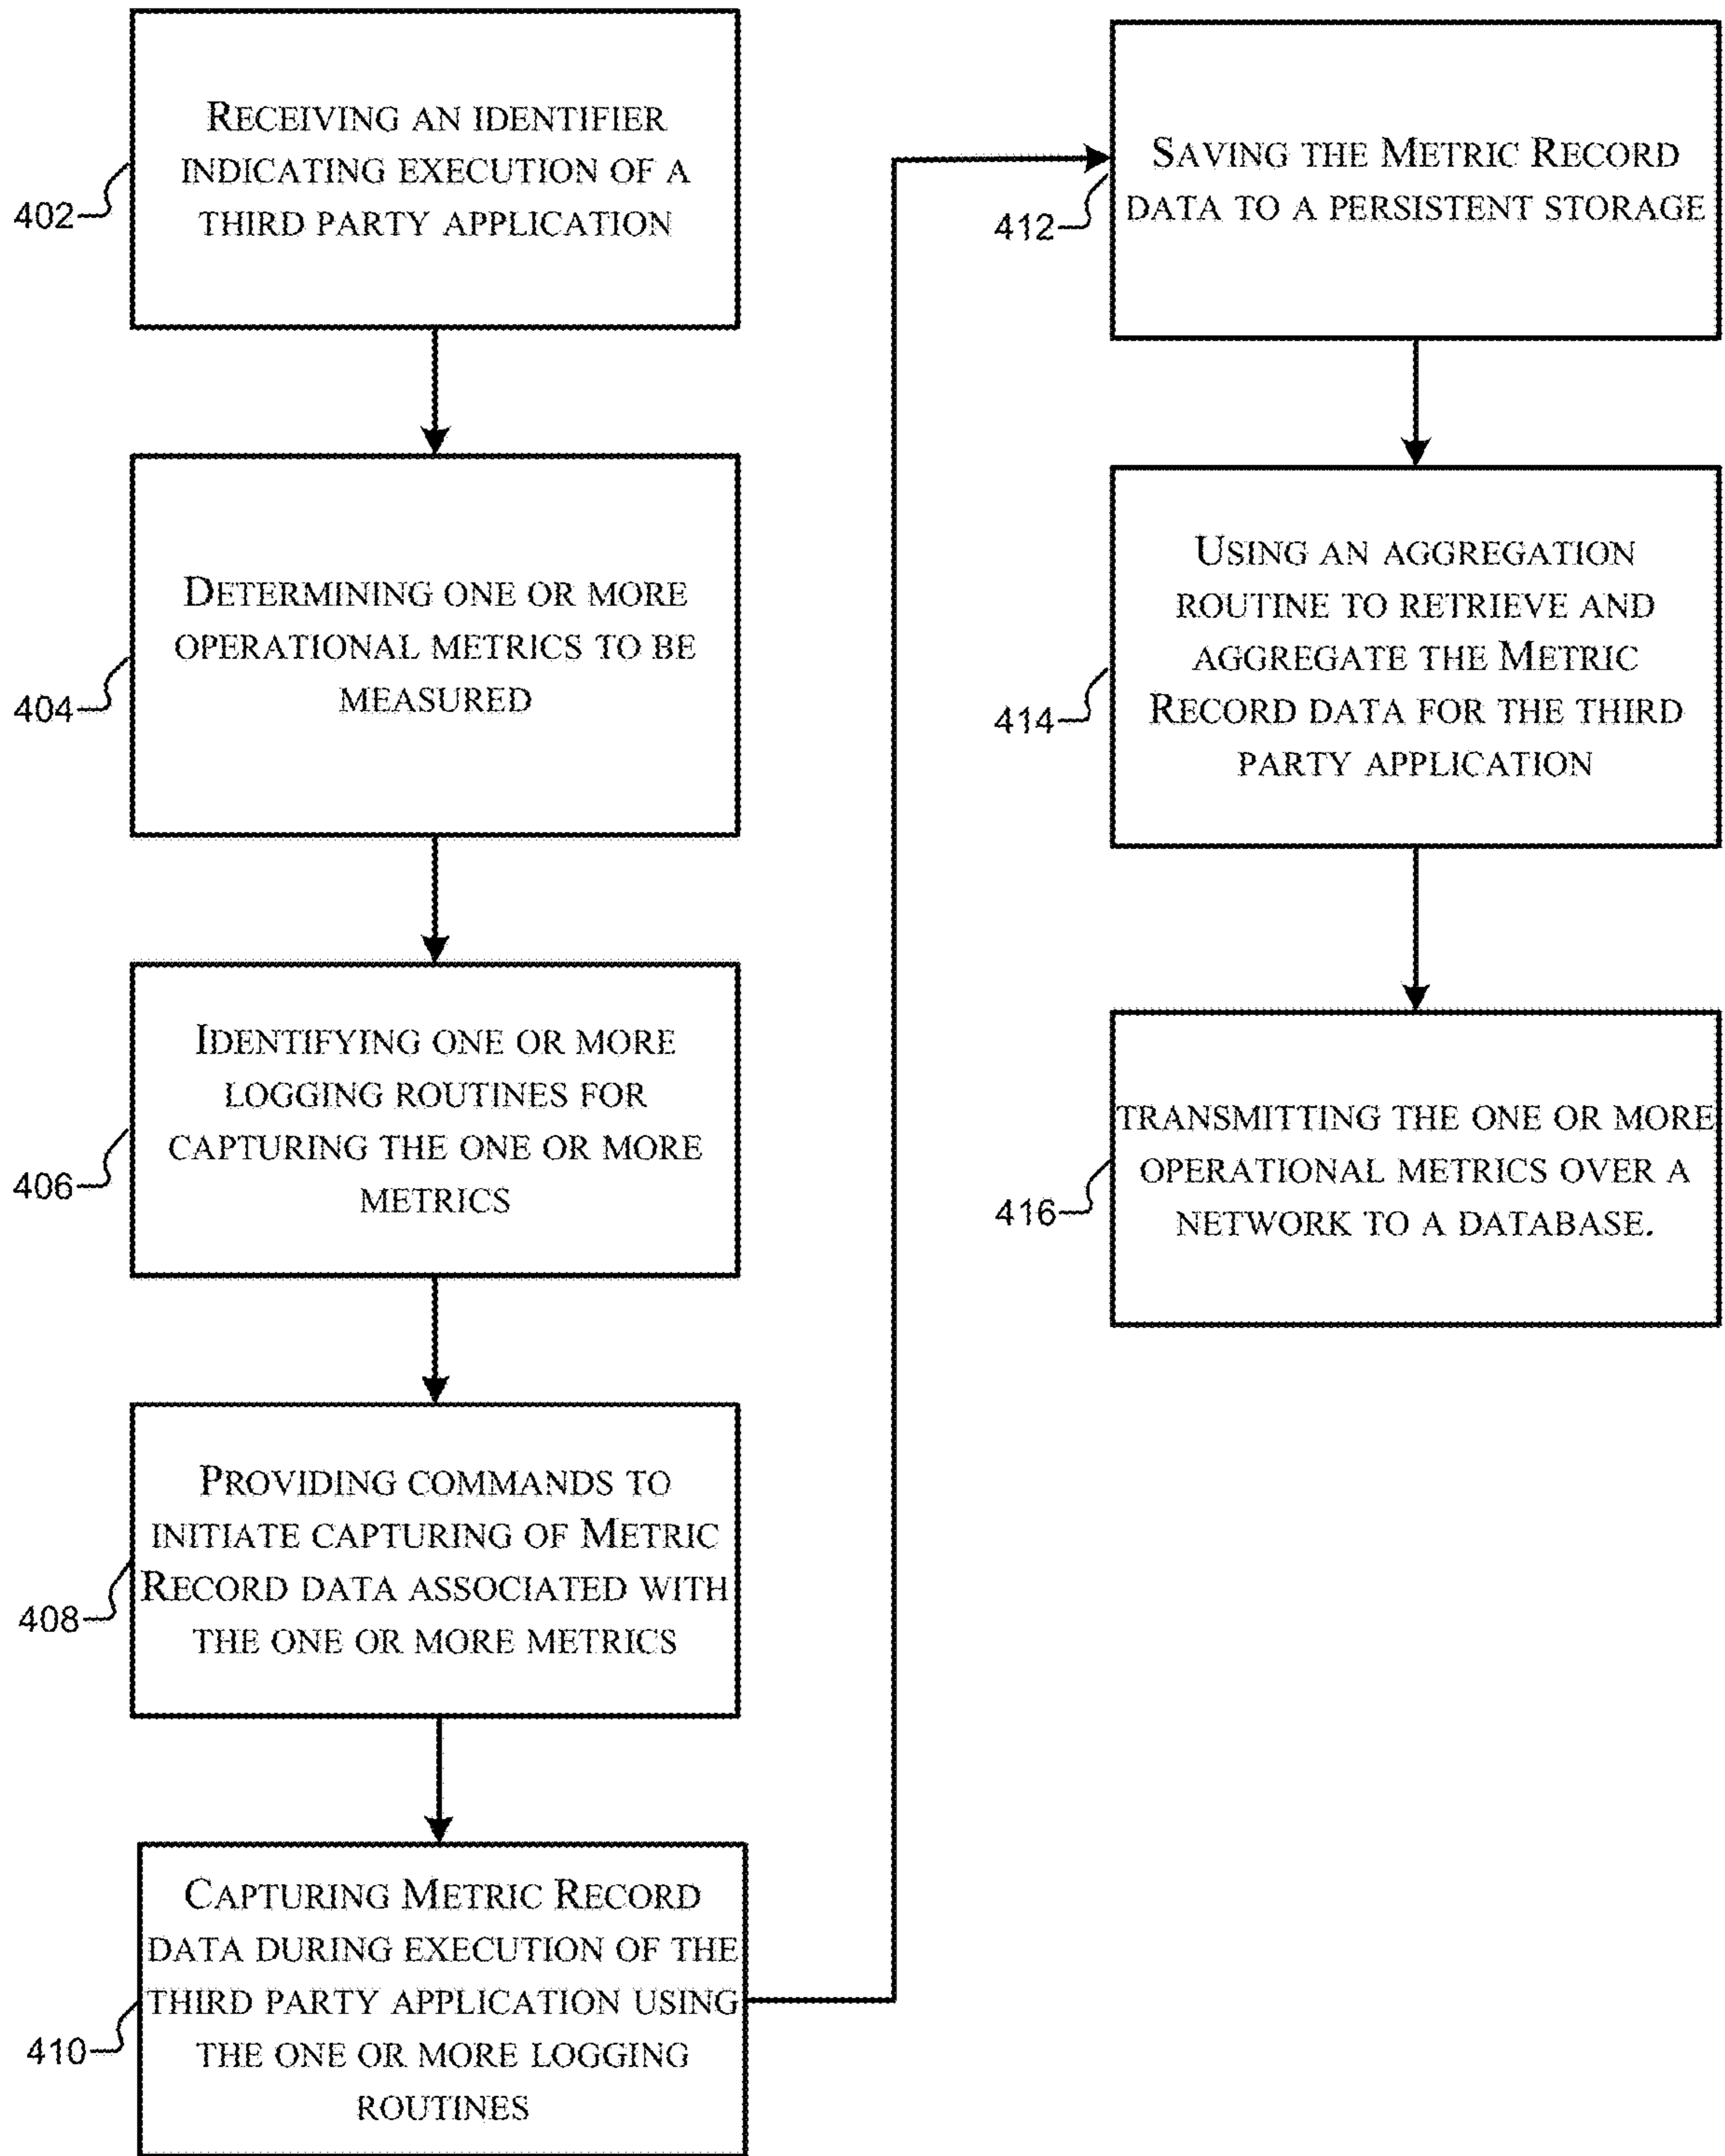 RECEIVING AN IDENTIFIER
INDICATING EXECUTION OF A
THIRD PARTY APPLICATION
402
DETERMINING ONE OR MORE
OPERATIONAL METRICS TO BE
MEASURED
404
IDENTIFYING ONE OR MORE
LOGGING ROUTINES FOR
CAPTURING THE ONE OR MORE
METRICS
406
PROVIDING COMMANDS TO
INITIATE CAPTURING OF METRIC
RECORD DATA ASSOCIATED WITH
THE ONE OR MORE METRICS
408
CAPTURING METRIC RECORD
DATA DURING EXECUTION OF THE
THIRD PARTY APPLICATION USING
THE ONE OR MORE LOGGING
ROUTINES
410
SAVING THE METRIC RECORD
DATA TO A PERSISTENT STORAGE
412
USING AN AGGREGATION
ROUTINE TO RETRIEVE AND
AGGREGATE THE METRIC
RECORD DATA FOR THE THIRD
PARTY APPLICATION
414
TRANSMITTING THE ONE OR MORE
OPERATIONAL METRICS OVER A
NETWORK TO A DATABASE.
416